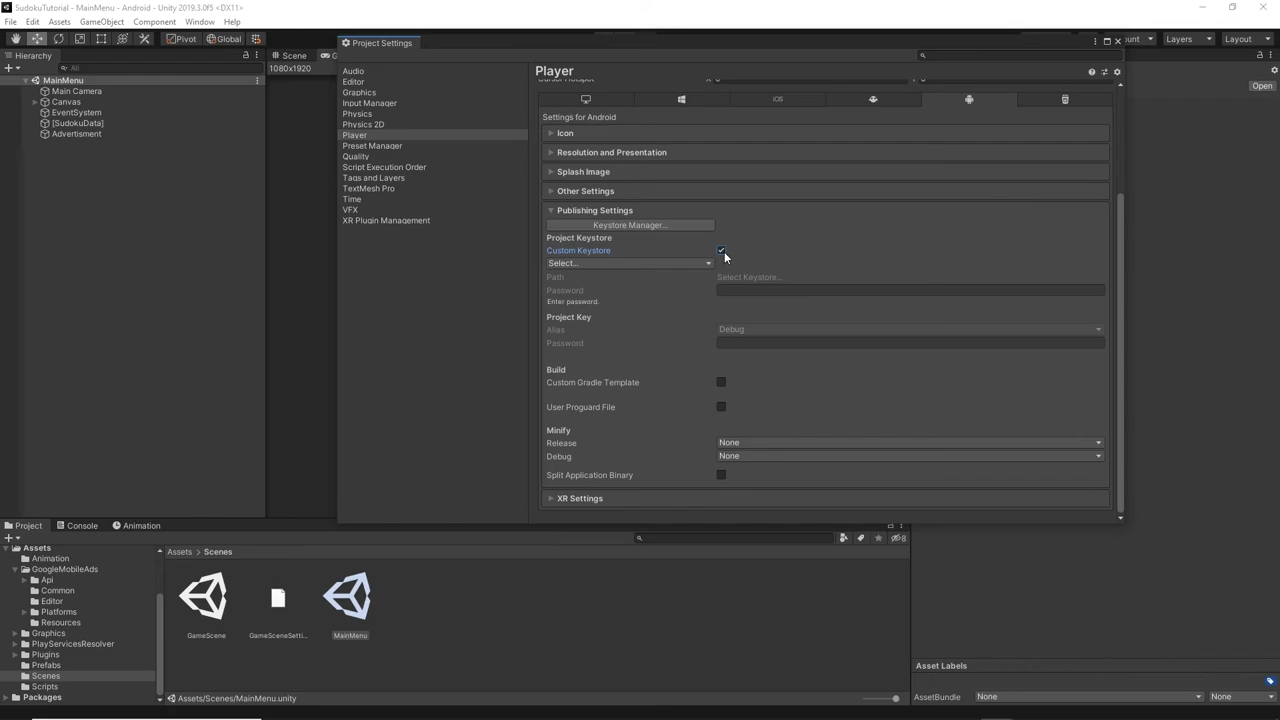 SudokuTutorial - MainMenu - Android - Unity 2019.3.0f5 <DX11>
File Edit Assets GameObject Component Window Help
Pivot Global Layers Layout
Hierarchy Scene
All 1080x1920
MainMenu
Main Camera
Canvas
EventSystem
[SudokuData]
Advertisment
Project Settings
Audio
Editor
Graphics
Input Manager
Physics
Physics 2D
Player
Preset Manager
Quality
Script Execution Order
Tags and Layers
TextMesh Pro
Time
VFX
XR Plugin Management
Player
Open
iOS
Settings for Android
Icon
Resolution and Presentation
Splash Image
Other Settings
Publishing Settings
Keystore Manager...
Project Keystore
Custom Keystore
Select...
Path Select Keystore...
Password
Enter password.
Project Key
Alias Debug
Password
Build
Custom Gradle Template
User Proguard File
Minify
Release None
Debug None
Split Application Binary
XR Settings
Project Console Animation
8
Assets
Animation
GoogleMobileAds
Api
Common
Editor
Platforms
Resources
Graphics
PlayServicesResolver
Plugins
Prefabs
Scenes
Scripts
Packages
Assets > Scenes
GameScene GameSceneSetti... MainMenu
Assets/Scenes/MainMenu.unity
Asset Labels
AssetBundle None None